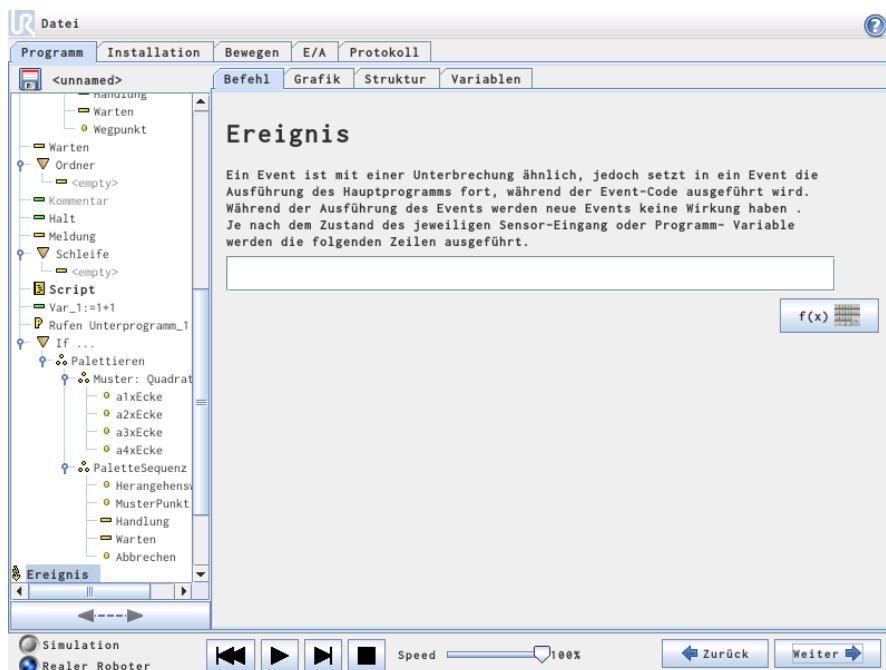 UR Datei
Programm Installation Bewegen E/A Protokoll
<unnamed>
Befehl Grafik Struktur Variablen
Handlung
Warten
Wegpunkt
Warten
Ordner
<empty>
Kommentar
Halt
Meldung
Schleife
<empty>
Script
Var_1:=1+1
Rufen Unterprogramm_1
If ...
Palettieren
Muster: Quadrat
a1xEcke
a2xEcke
a3xEcke
a4xEcke
PaletteSequenz
Herangehensw
MusterPunkt
Handlung
Warten
Abbrechen
Ereignis
Ereignis
Ein Event ist mit einer Unterbrechung ähnlich, jedoch setzt in ein Event die
Ausführung des Hauptprogramms fort, während der Event-Code ausgeführt wird.
Während der Ausführung des Events werden neue Events keine Wirkung haben .
Je nach dem Zustand des jeweiligen Sensor-Eingang oder Programm- Variable
werden die folgenden Zeilen ausgeführt.
f(x)
Simulation
Realer Roboter
Speed 100%
Zurück
Weiter